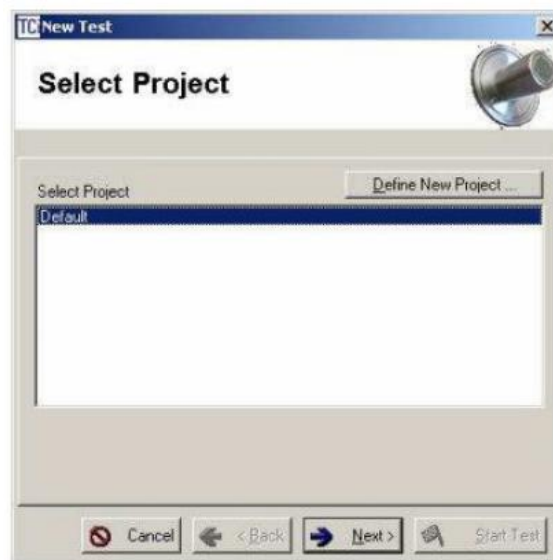 TC New Test
Select Project
Select Project
Define New Project ...
Default
Cancel
< Back
Next >
Start Test